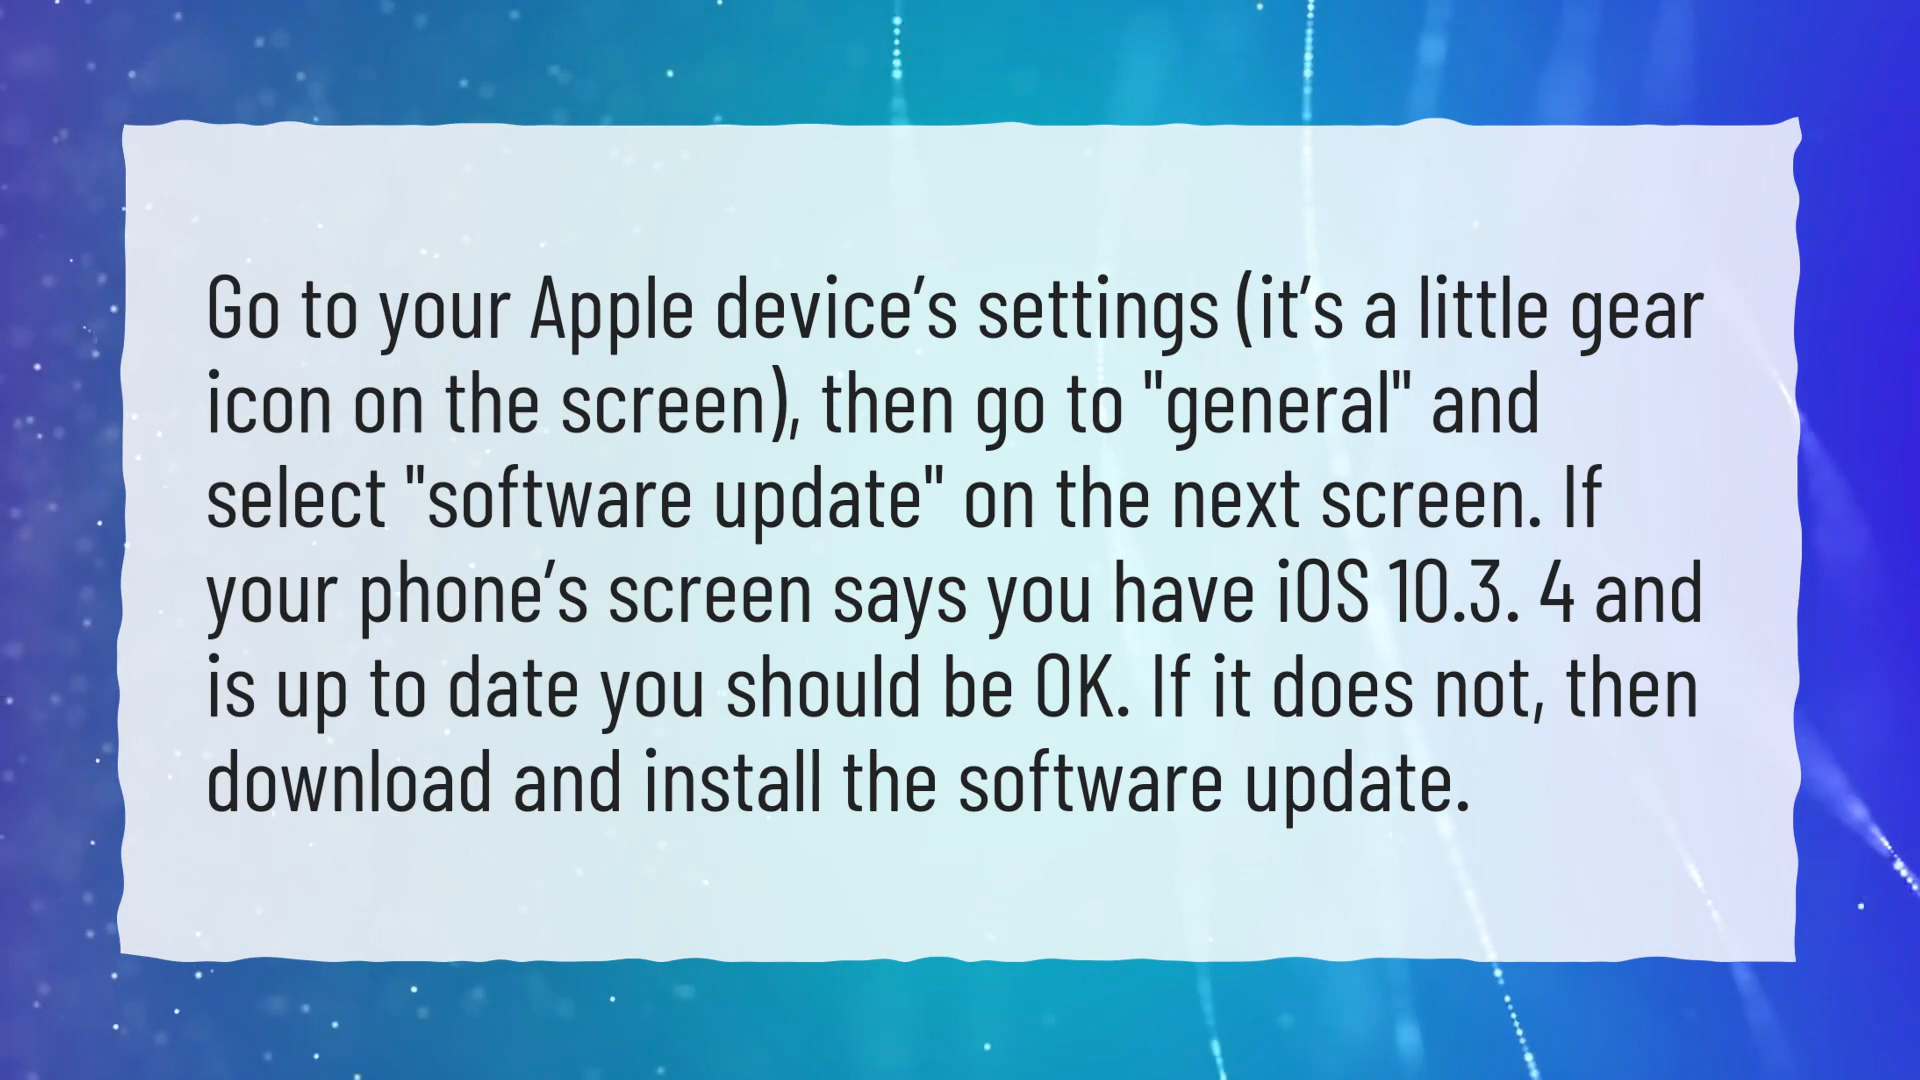 Go to your Apple device’s settings (it’s a little gear
icon on the screen), then go to "general" and
select "software update" on the next screen. If
your phone’s screen says you have iOS 10.3. 4 and
is up to date you should be OK. If it does not, then
download and install the software update.